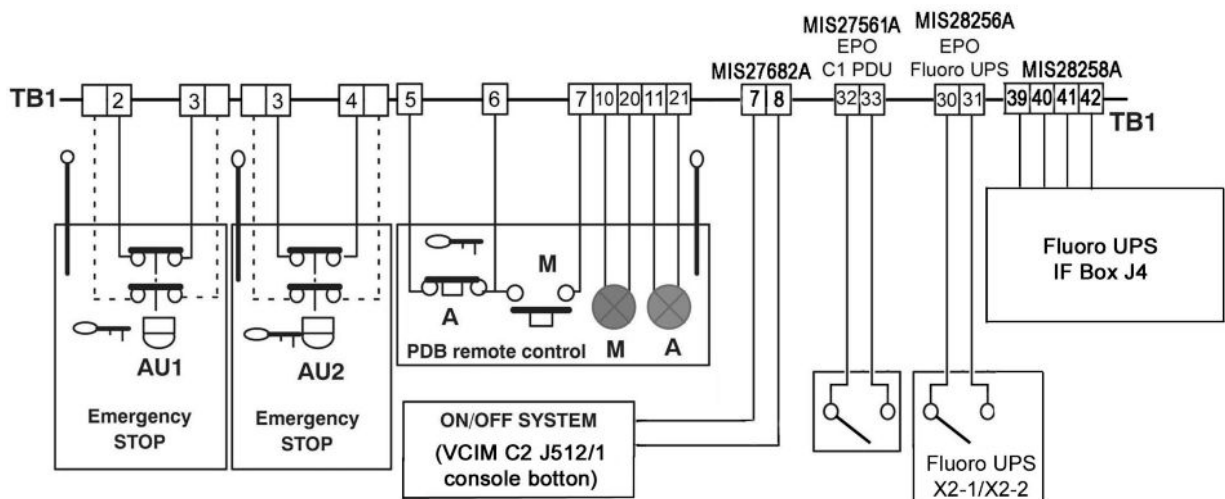 MIS27561A
EPO
C1 PDU
MIS28256A
EPO
Fluoro UPS
MIS27682A
MIS28258A
TB1
2
3
3
4
5
6
7
10
20
11
21
7
8
32
33
30
31
39
40
41
42
TB1
AU1
Emergency
STOP
AU2
Emergency
STOP
A
M
PDB remote control
M
A
Fluoro UPS
IF Box J4
ON/OFF SYSTEM
(VCIM C2 J512/1
console botton)
Fluoro UPS
X2-1/X2-2